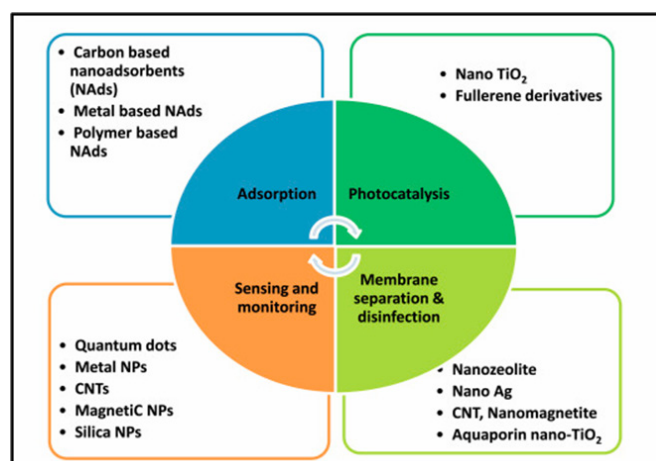 • Carbon based
nanoadsorbents
(NAds)
• Metal based NAds
• Polymer based
NAds
• Nano TiO₂
• Fullerene derivatives
Adsorption
Photocatalysis
Sensing and
monitoring
Membrane
separation &
disinfection
• Quantum dots
• Metal NPs
• CNTs
• MagnetiC NPs
• Silica NPs
• Nanozeolite
• Nano Ag
• CNT, Nanomagnetite
• Aquaporin nano-TiO₂